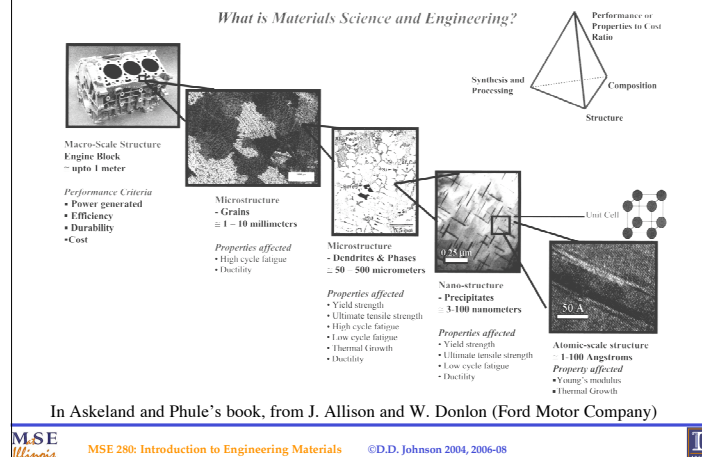 What is Materials Science and Engineering?
Performance or
Properties to Cost
Ratio
Synthesis and
Processing
Composition
Structure
Macro-Scale Structure
Engine Block
~ upto 1 meter
Performance Criteria
▪ Power generated
▪ Efficiency
▪ Durability
▪Cost
Microstructure
- Grains
≅ 1 – 10 millimeters
Properties affected
• High cycle fatigue
• Ductility
Microstructure
- Dendrites & Phases
≅ 50 – 500 micrometers
Properties affected
• Yield strength
• Ultimate tensile strength
• High cycle fatigue
• Low cycle fatigue
• Thermal Growth
• Ductility
0.25 μm
Nano-structure
- Precipitates
≅ 3-100 nanometers
Properties affected
• Yield strength
• Ultimate tensile strength
• Low cycle fatigue
• Ductility
Unit Cell
50 A
Atomic-scale structure
≅ 1-100 Angstroms
Property affected
▪Young's modulus
▪Thermal Growth
In Askeland and Phule's book, from J. Allison and W. Donlon (Ford Motor Company)
MSE
Illinois
MSE 280: Introduction to Engineering Materials
©D.D. Johnson 2004, 2006-08